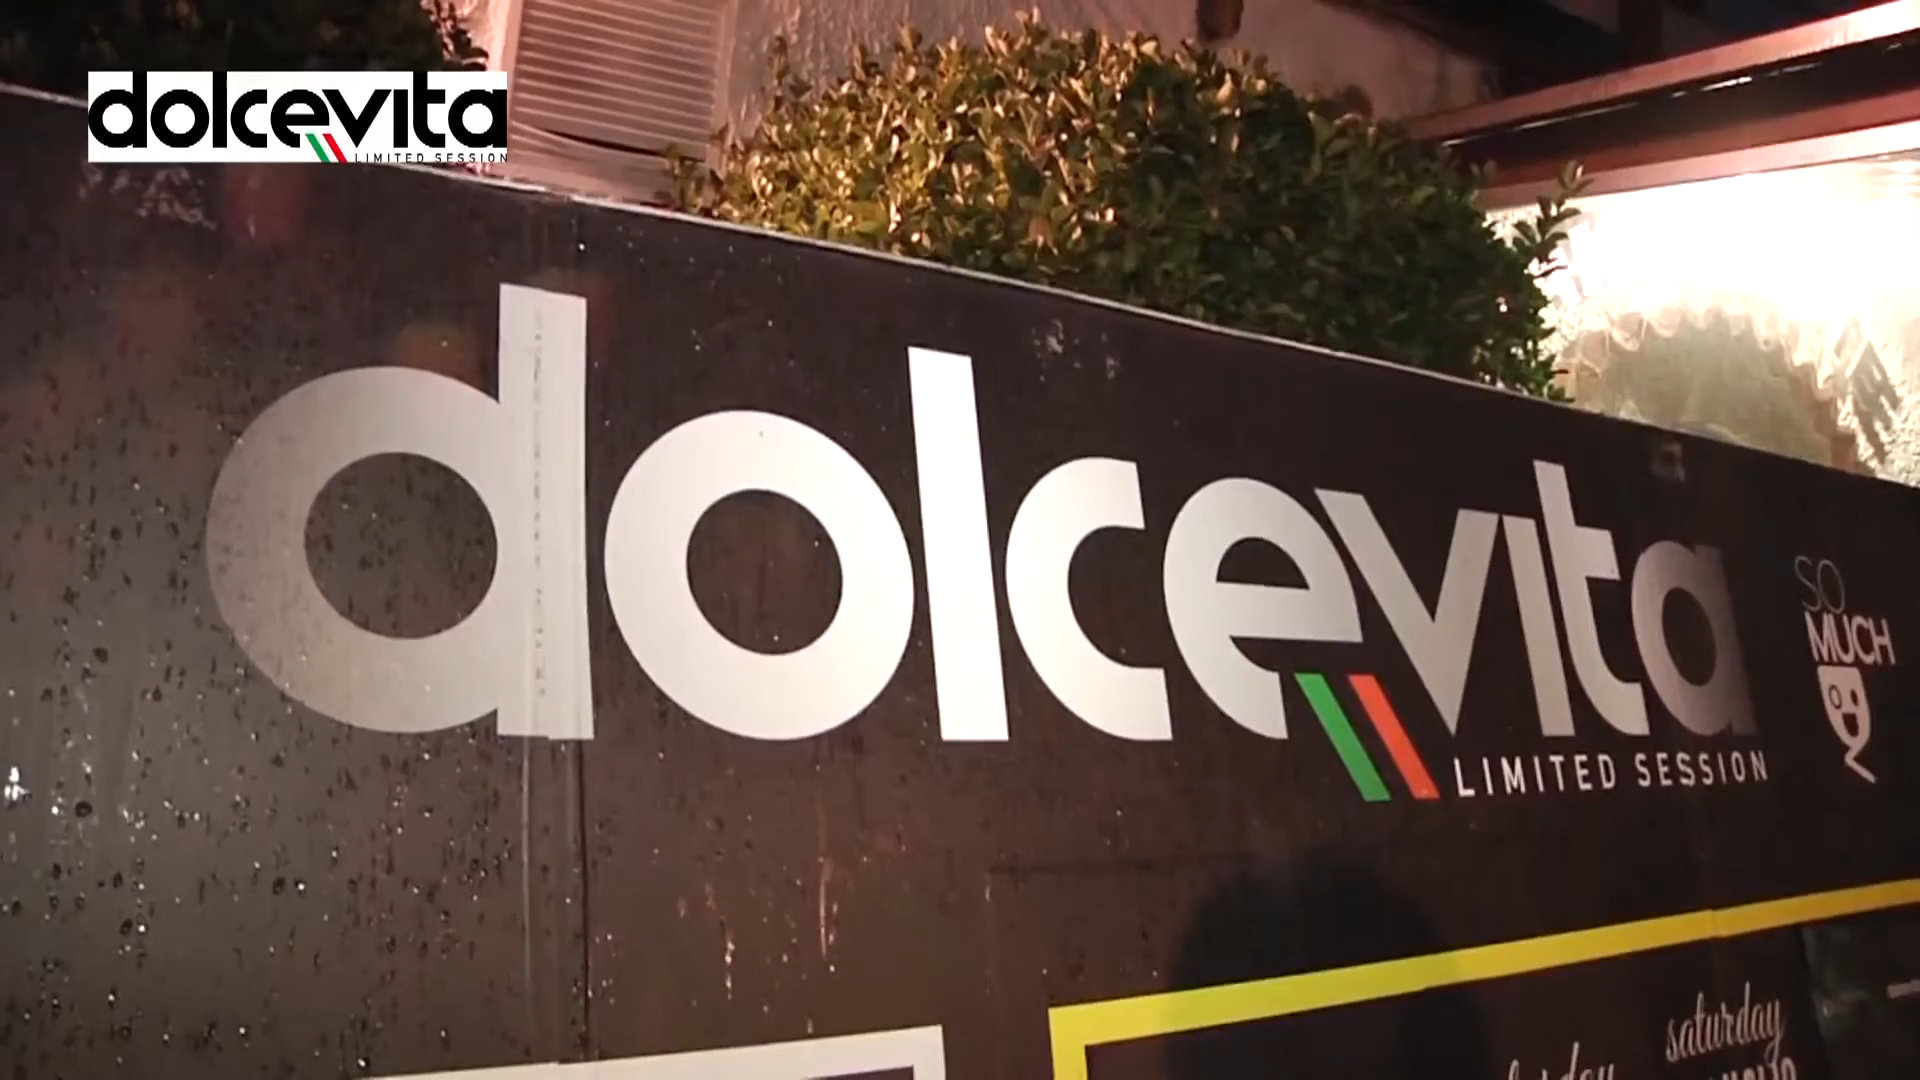 dolcevita
LIMITED SESSION
dolcevita
LIMITED SESSION
SO
MUCH
saturday